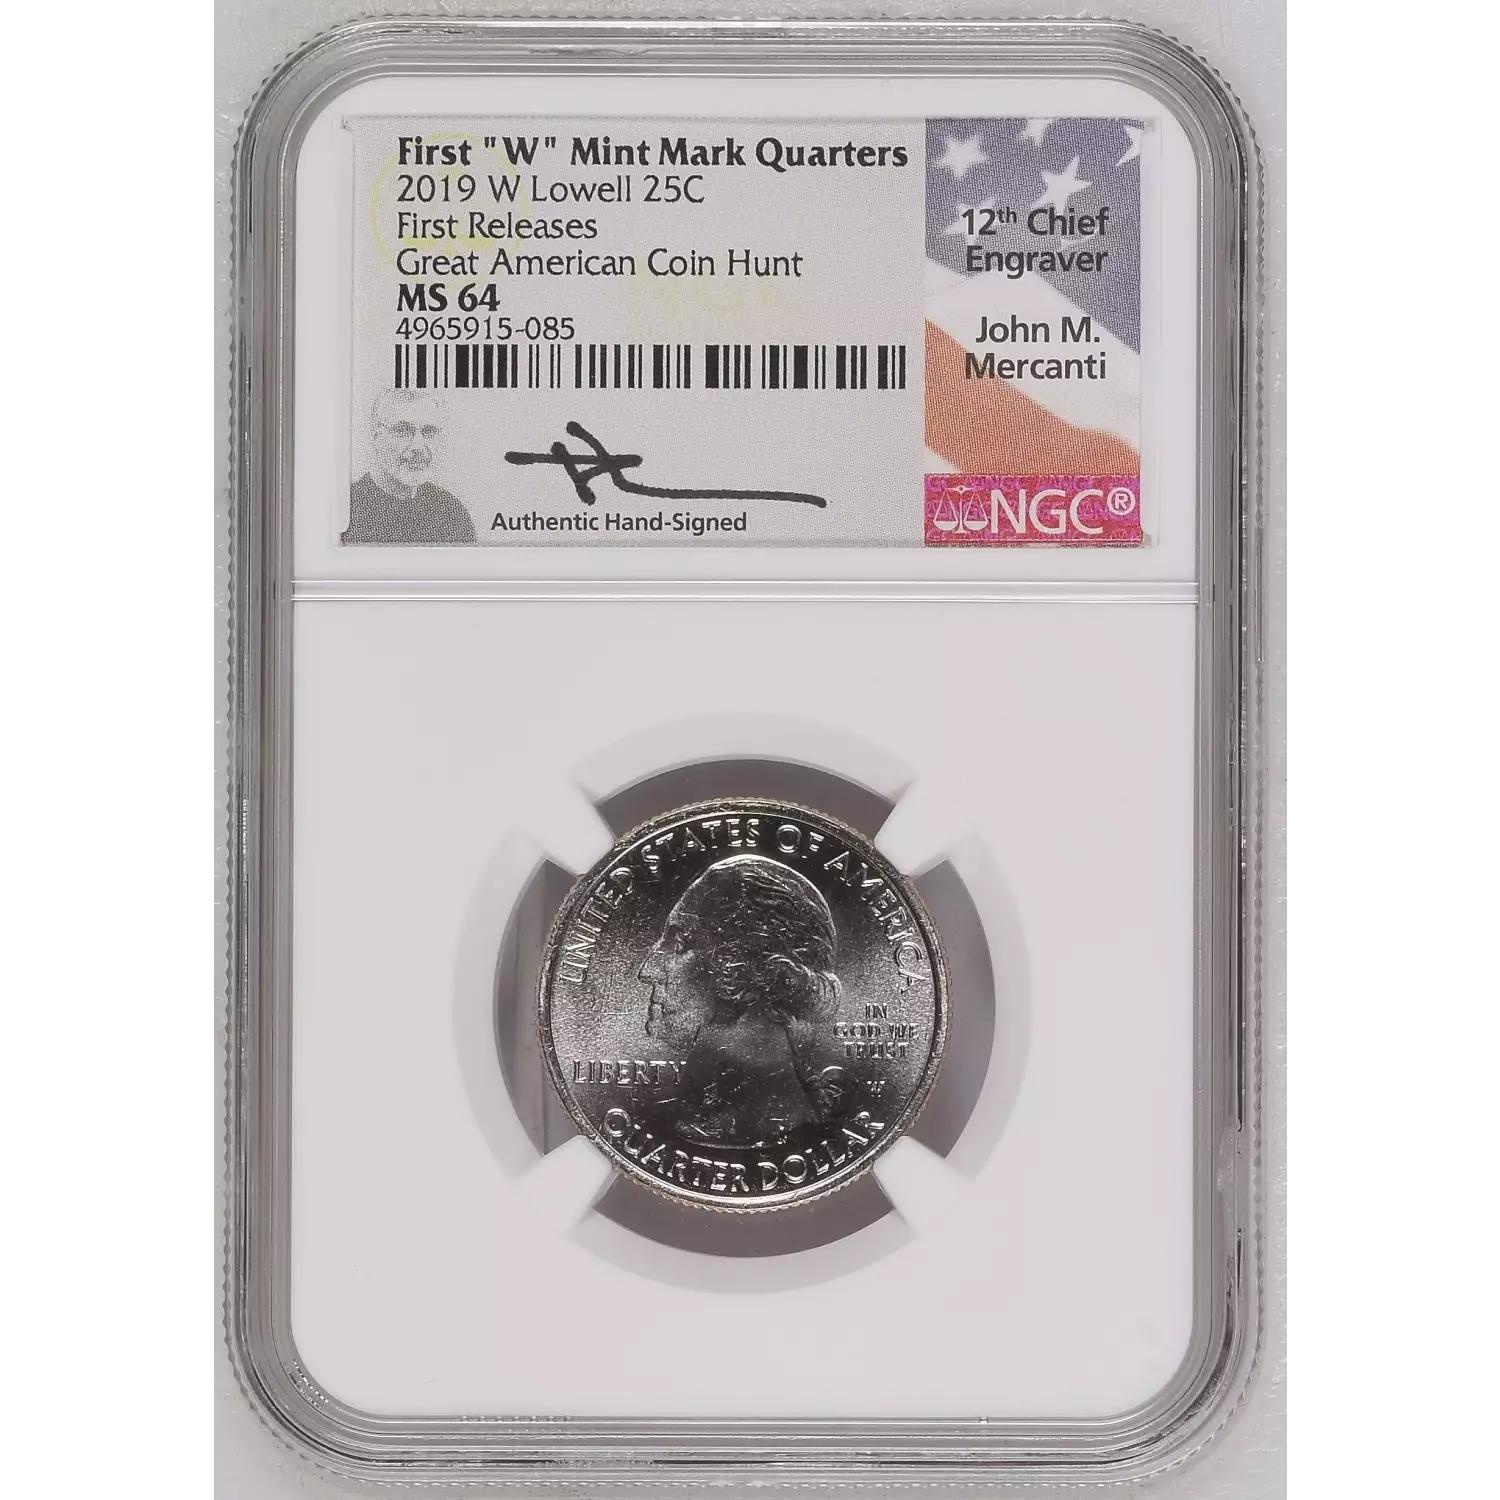 First "W" Mint Mark Quarters
2019 W Lowell 25C
First Releases
Great American Coin Hunt
MS 64
4965915-085
Authentic Hand-Signed
12th Chief
Engraver
John M.
Mercanti
NGC®
UNITED STATES OF AMERICA
IN
GOD WE
TRUST
LIBERTY
W
QUARTER DOLLAR